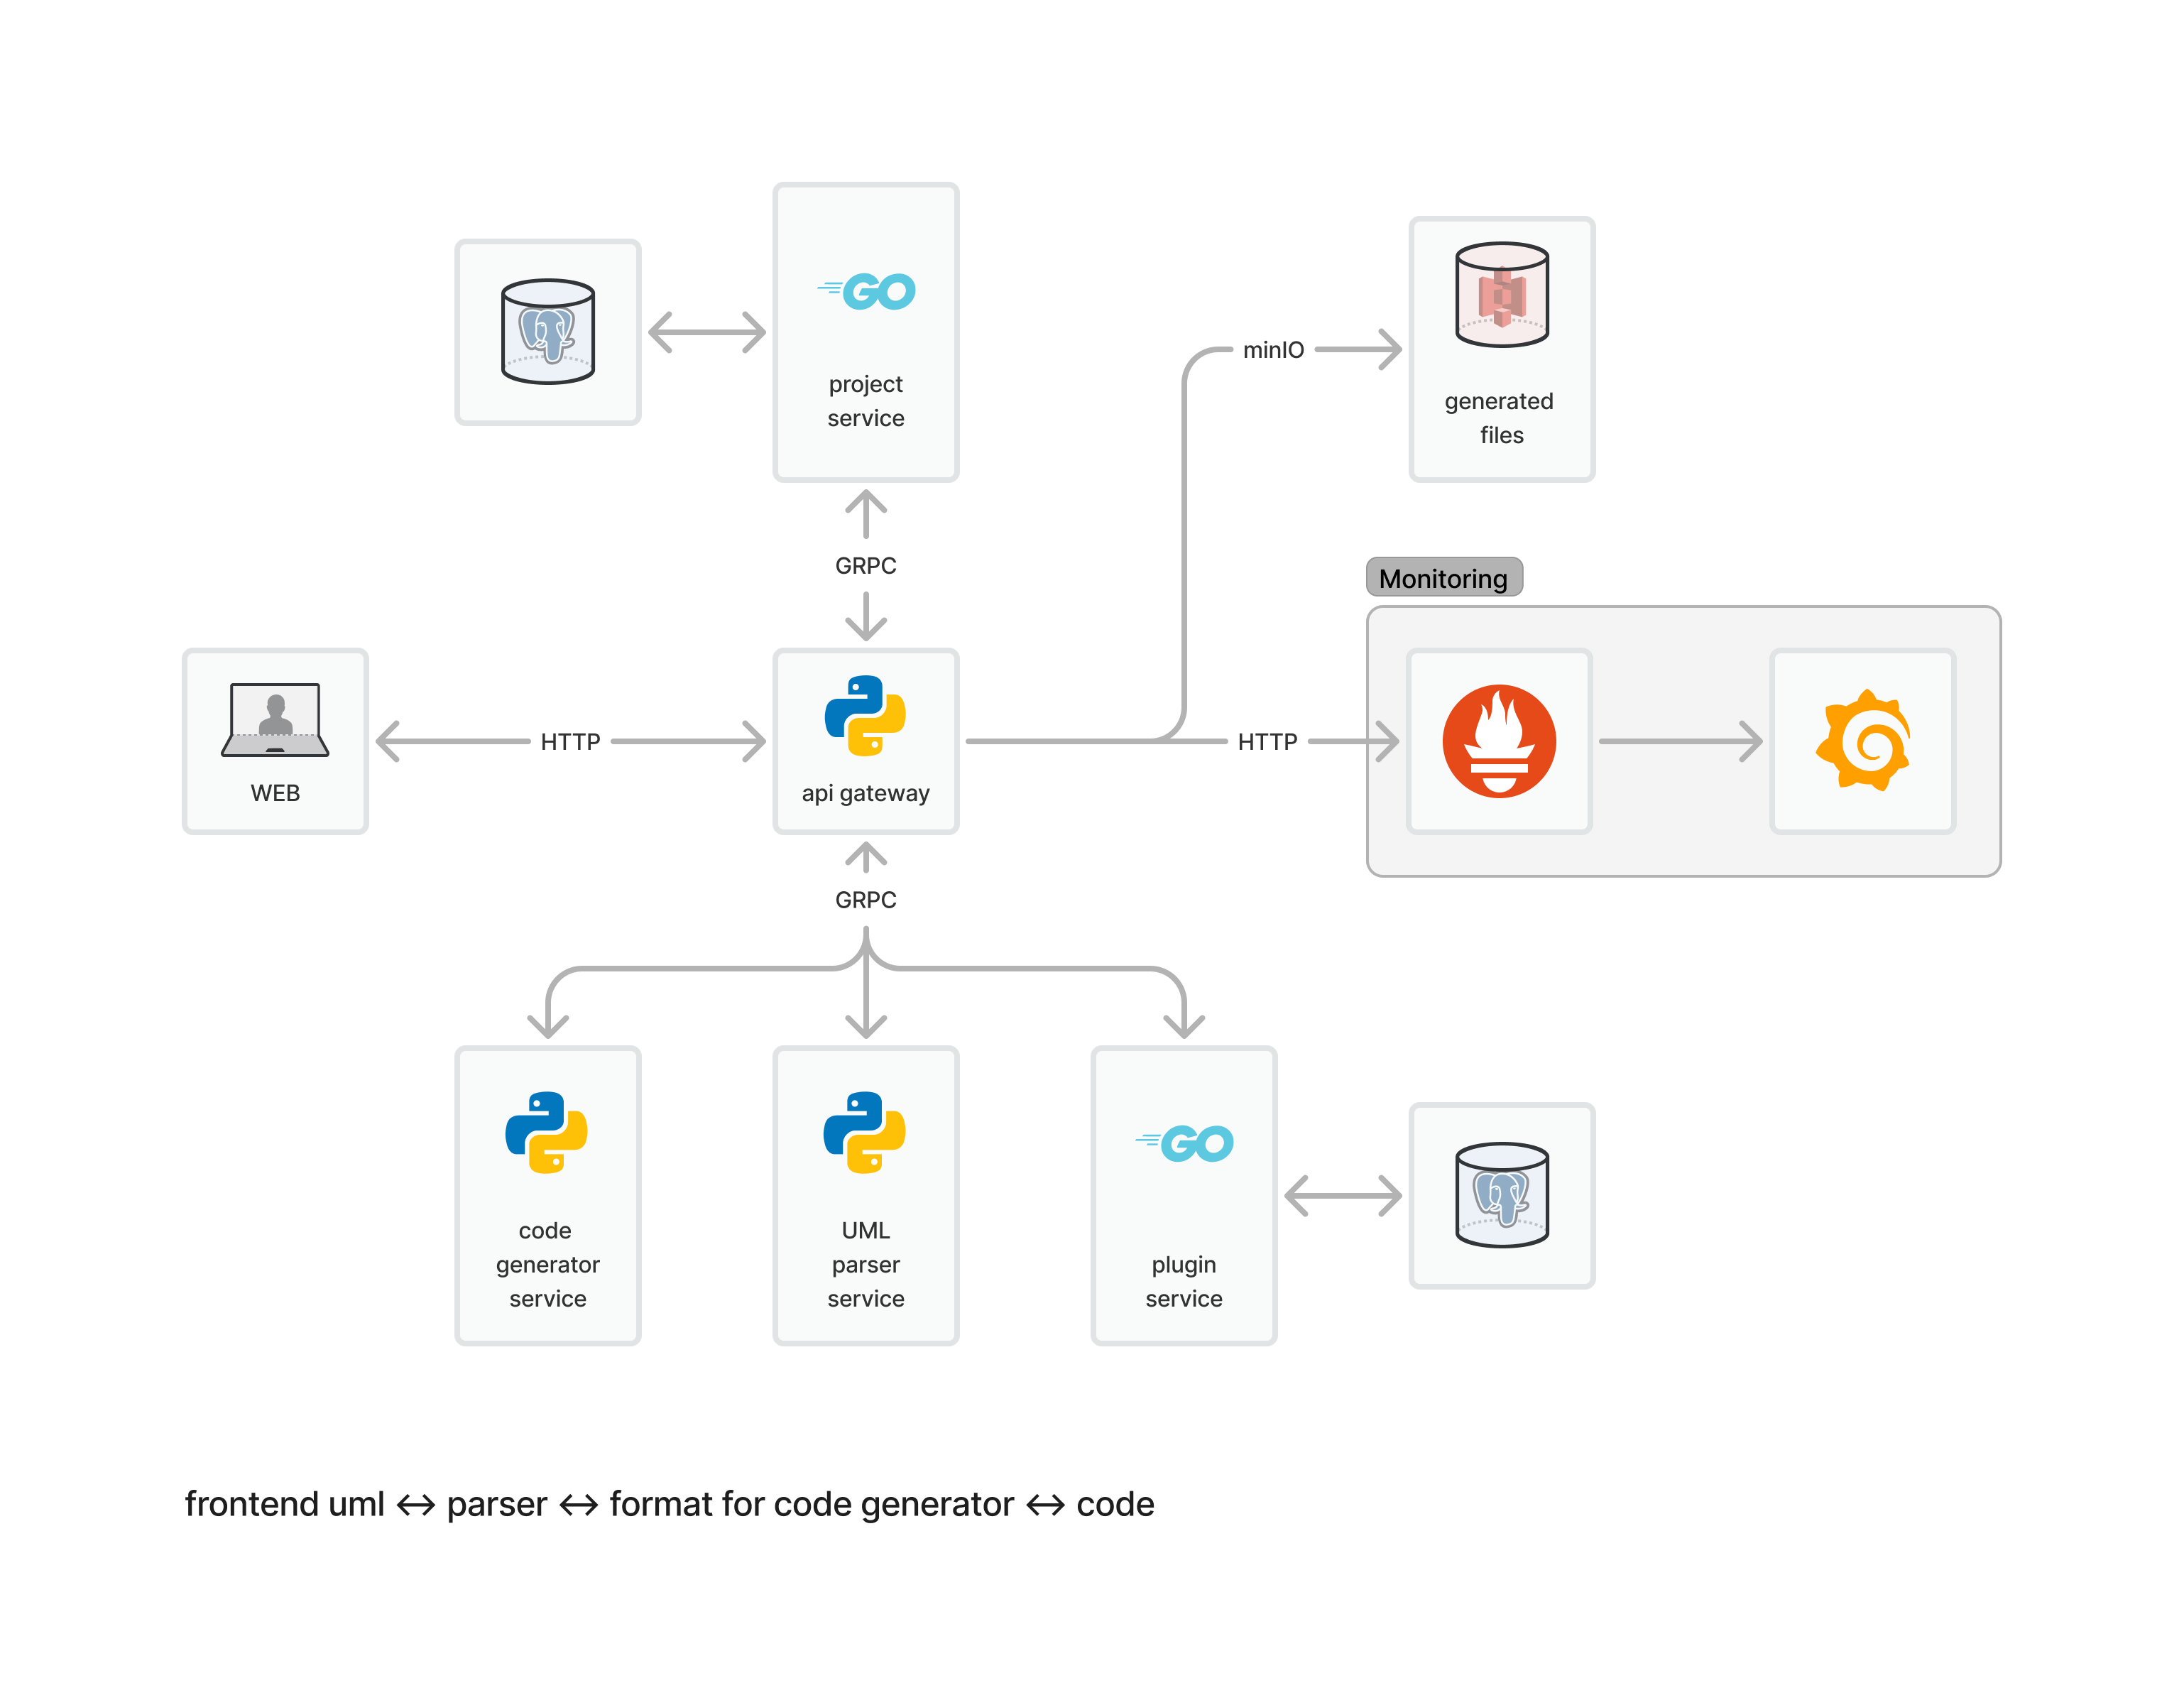 GO
project
service
minIO
generated
files
GRPC
Monitoring
WEB
HTTP
api gateway
HTTP
GRPC
code
generator
service
UML
parser
service
GO
plugin
service
frontend uml <-> parser <-> format for code generator <-> code